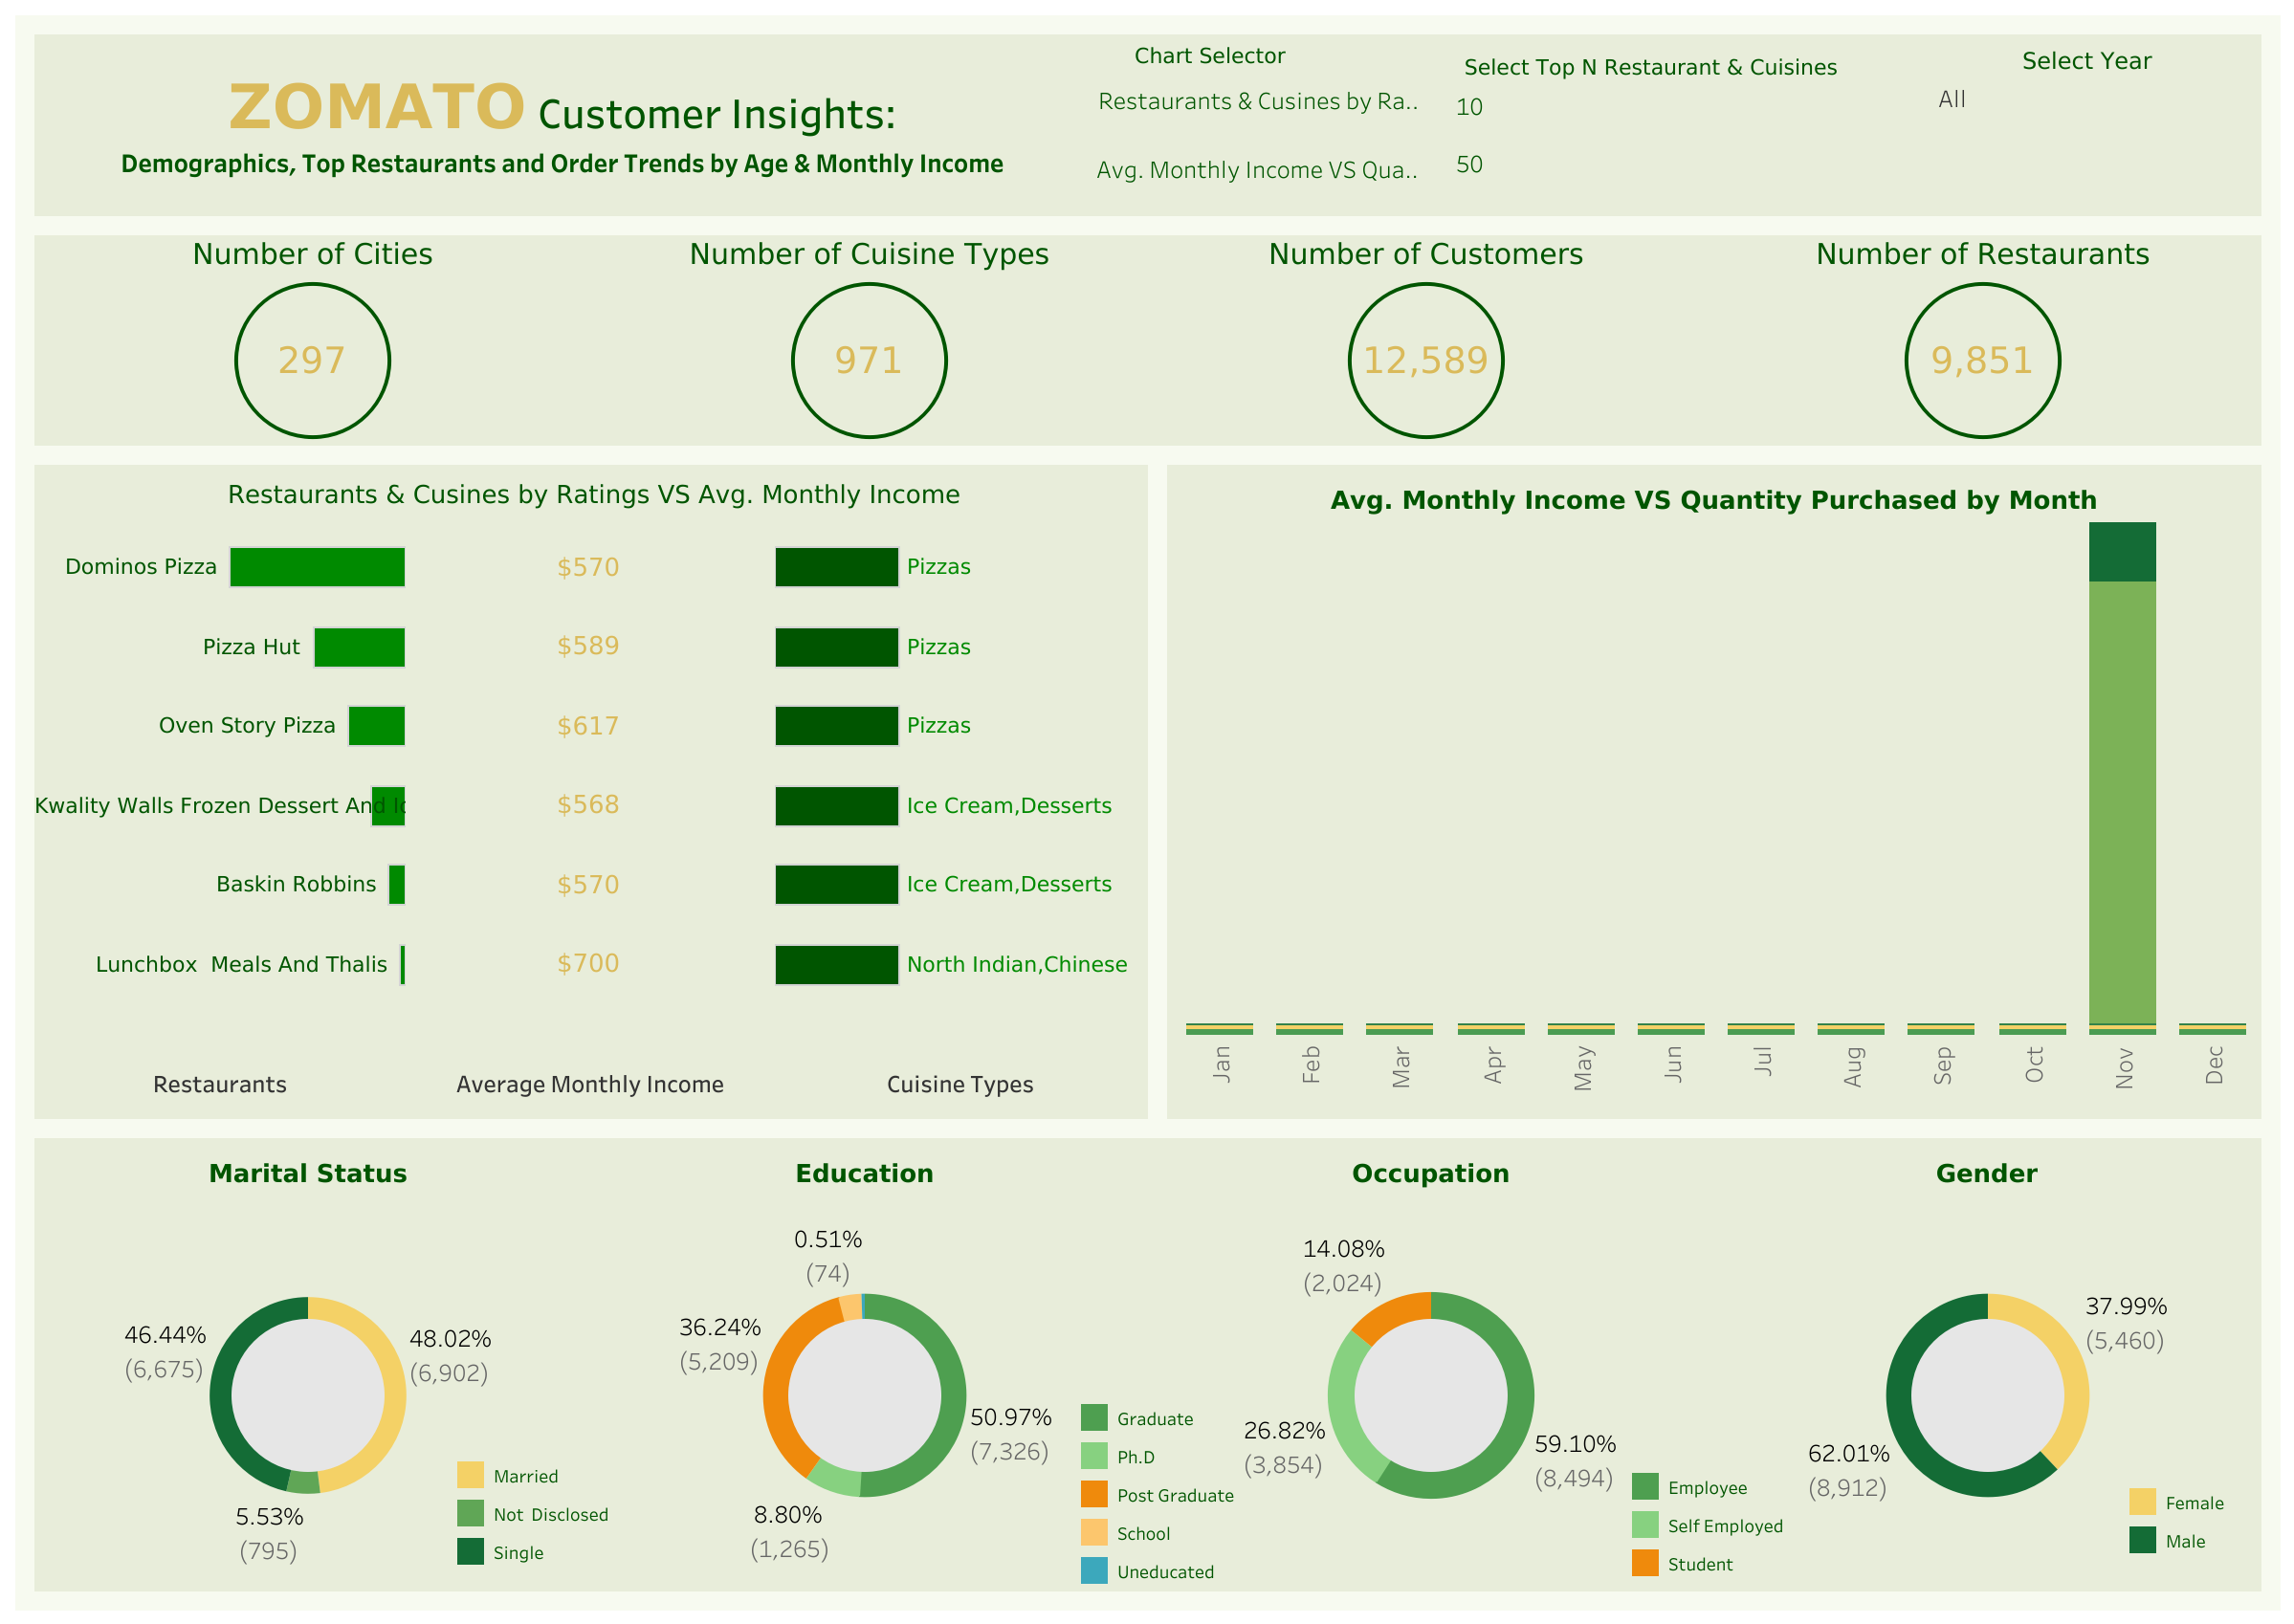 ZOMATO Customer Insights:
Demographics, Top Restaurants and Order Trends by Age & Monthly Income
Chart Selector
Restaurants & Cusines by Ra..
Avg. Monthly Income VS Qua..
Select Top N Restaurant & Cuisines
10
50
Select Year
All
Number of Cities
297
Number of Cuisine Types
971
Number of Customers
12,589
Number of Restaurants
9,851
Restaurants & Cusines by Ratings VS Avg. Monthly Income
Dominos Pizza $570 Pizzas
Pizza Hut $589 Pizzas
Oven Story Pizza $617 Pizzas
Kwality Walls Frozen Dessert And Ic $568 Ice Cream,Desserts
Baskin Robbins $570 Ice Cream,Desserts
Lunchbox  Meals And Thalis $700 North Indian,Chinese
Restaurants Average Monthly Income Cuisine Types
Avg. Monthly Income VS Quantity Purchased by Month
Jan Feb Mar Apr May Jun Jul Aug Sep Oct Nov Dec
Marital Status
46.44%
(6,675)
48.02%
(6,902)
5.53%
(795)
Married
Not Disclosed
Single
Education
0.51%
(74)
36.24%
(5,209)
50.97%
(7,326)
8.80%
(1,265)
Graduate
Ph.D
Post Graduate
School
Uneducated
Occupation
14.08%
(2,024)
26.82%
(3,854)
59.10%
(8,494)
Employee
Self Employed
Student
Gender
37.99%
(5,460)
62.01%
(8,912)
Female
Male